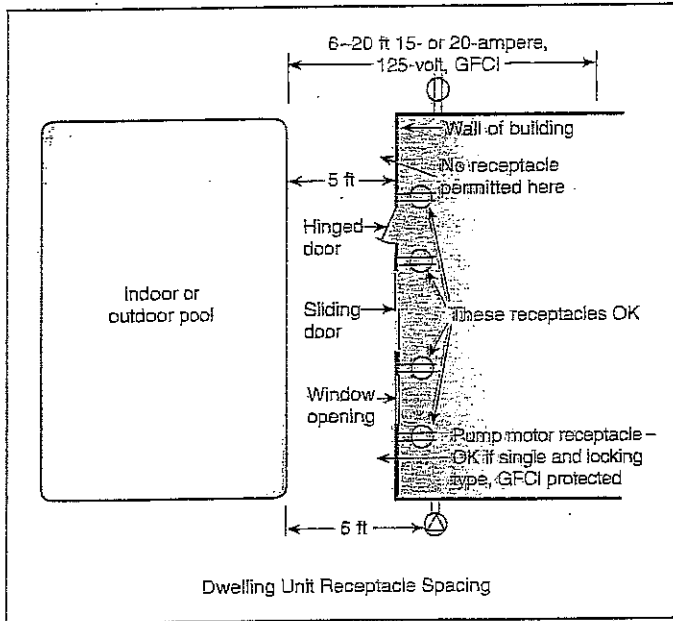 6–20 ft 15- or 20-ampere,
125-volt, GFCI
Wall of building
No receptacle
permitted here
5 ft
Hinged
door
Indoor or
outdoor pool
Sliding
door
These receptacles OK
Window
opening
Pump motor receptacle –
OK if single and locking
type, GFCI protected
6 ft
Dwelling Unit Receptacle Spacing